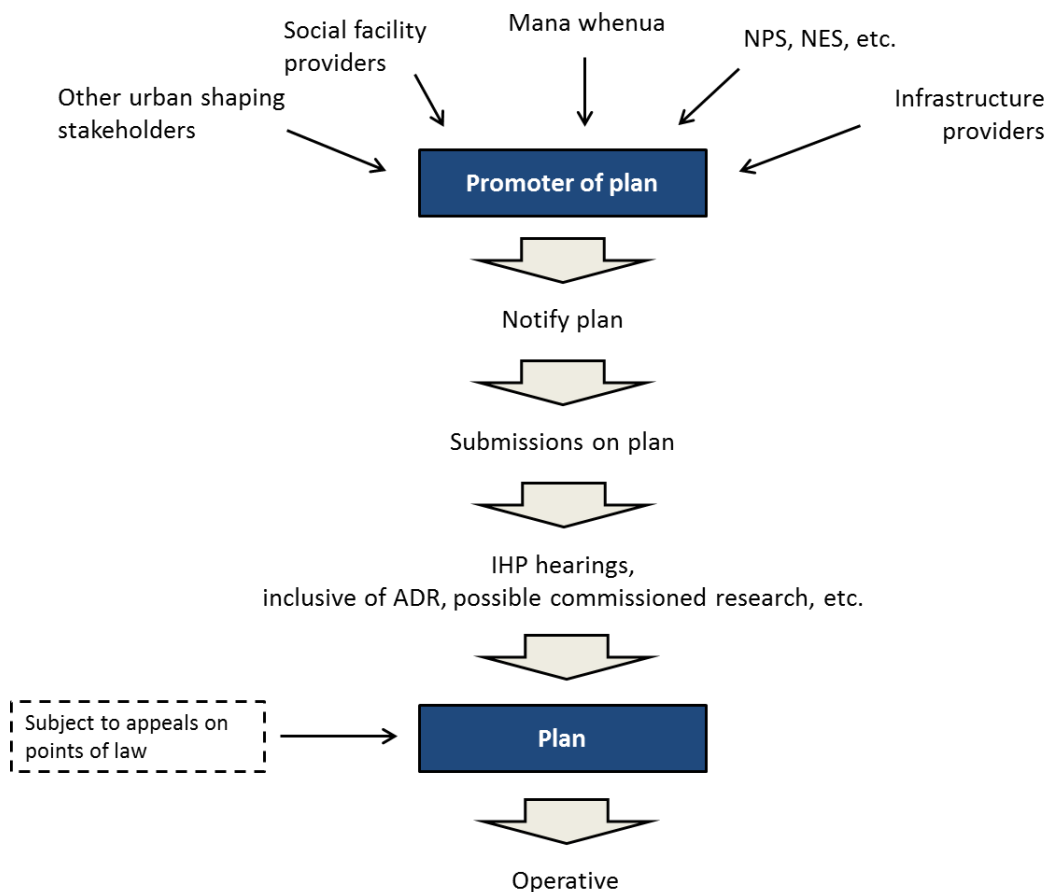 Mana whenua
Social facility
providers
NPS, NES, etc.
Other urban shaping
stakeholders
Infrastructure
providers
Promoter of plan
Notify plan
Submissions on plan
IHP hearings,
inclusive of ADR, possible commissioned research, etc.
Subject to appeals on
points of law
Plan
Operative